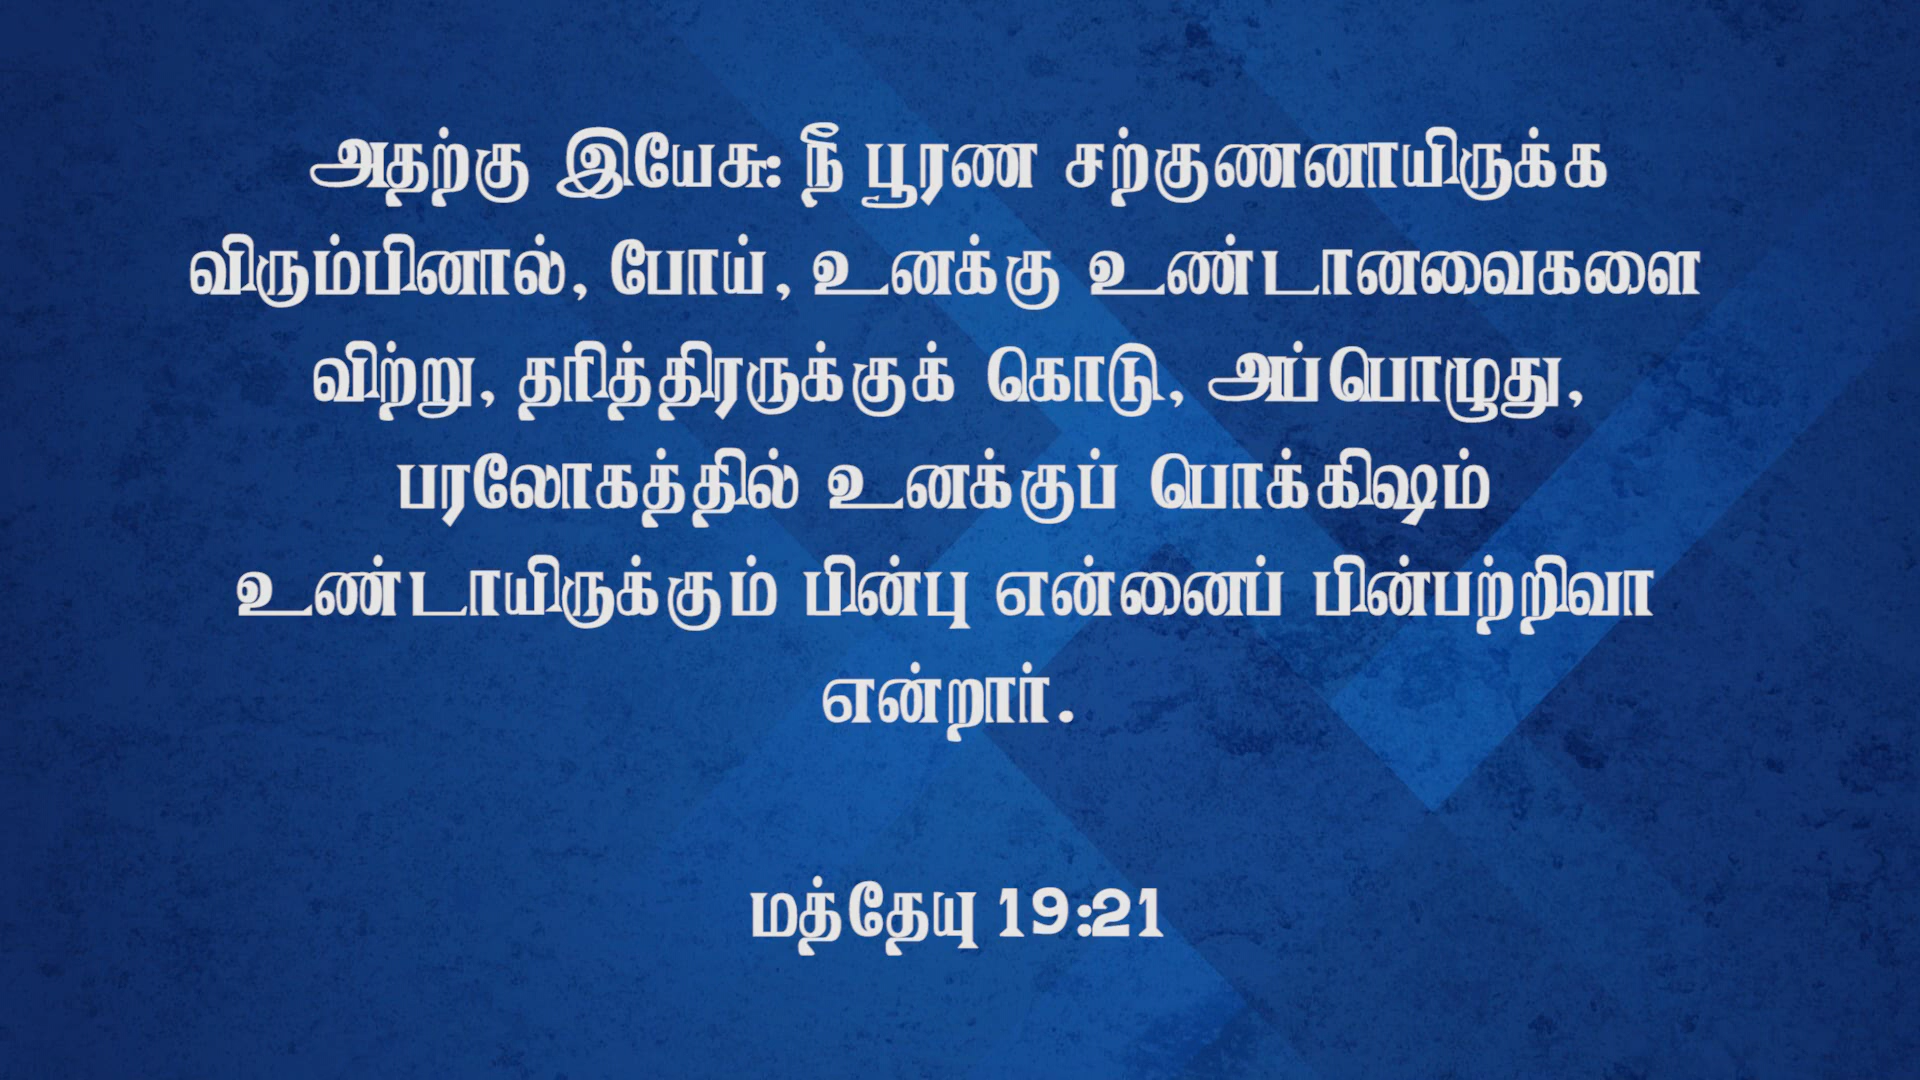 அதற்கு இயேசு: நீ பூரண சற்குணனாயிருக்க
விரும்பினால், போய், உனக்கு உண்டானவைகளை
விற்று, தரித்திரருக்குக் கொடு, அப்பொழுது,
பரலோகத்தில் உனக்குப் பொக்கிஷம்
உண்டாயிருக்கும் பின்பு என்னைப் பின்பற்றிவா
என்றார்.
மத்தேயு 19:21